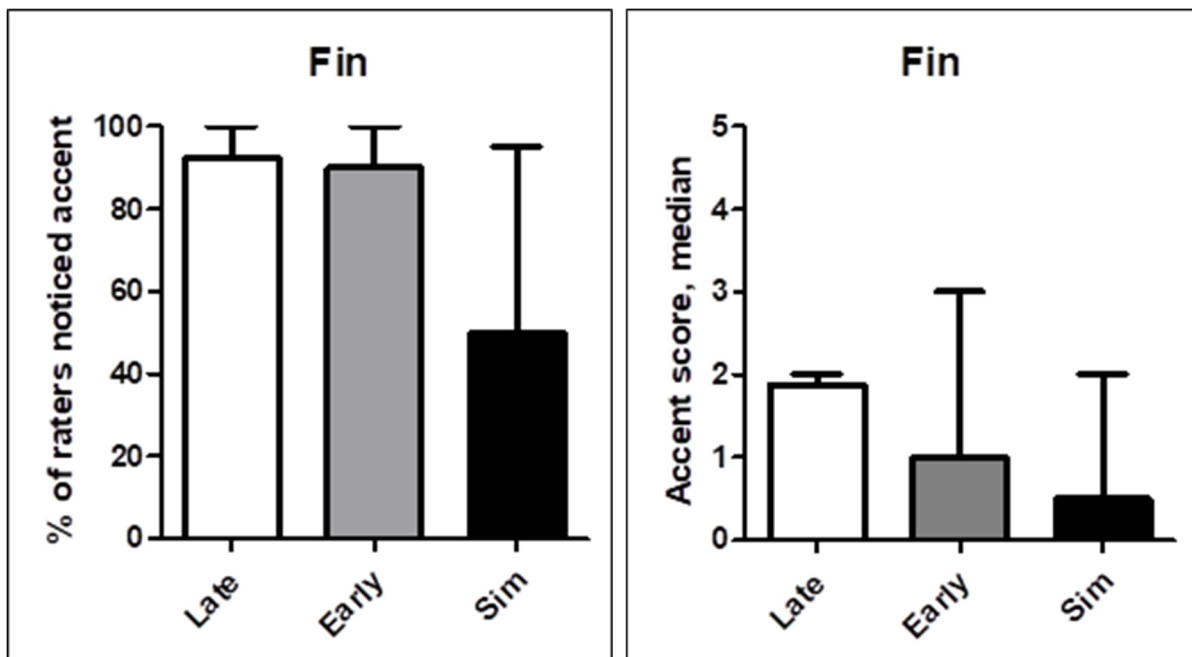 Fin
% of raters noticed accent
100
80
60
40
20
0
Late
Early
Sim
Fin
Accent score, median
5
4
3
2
1
0
Late
Early
Sim